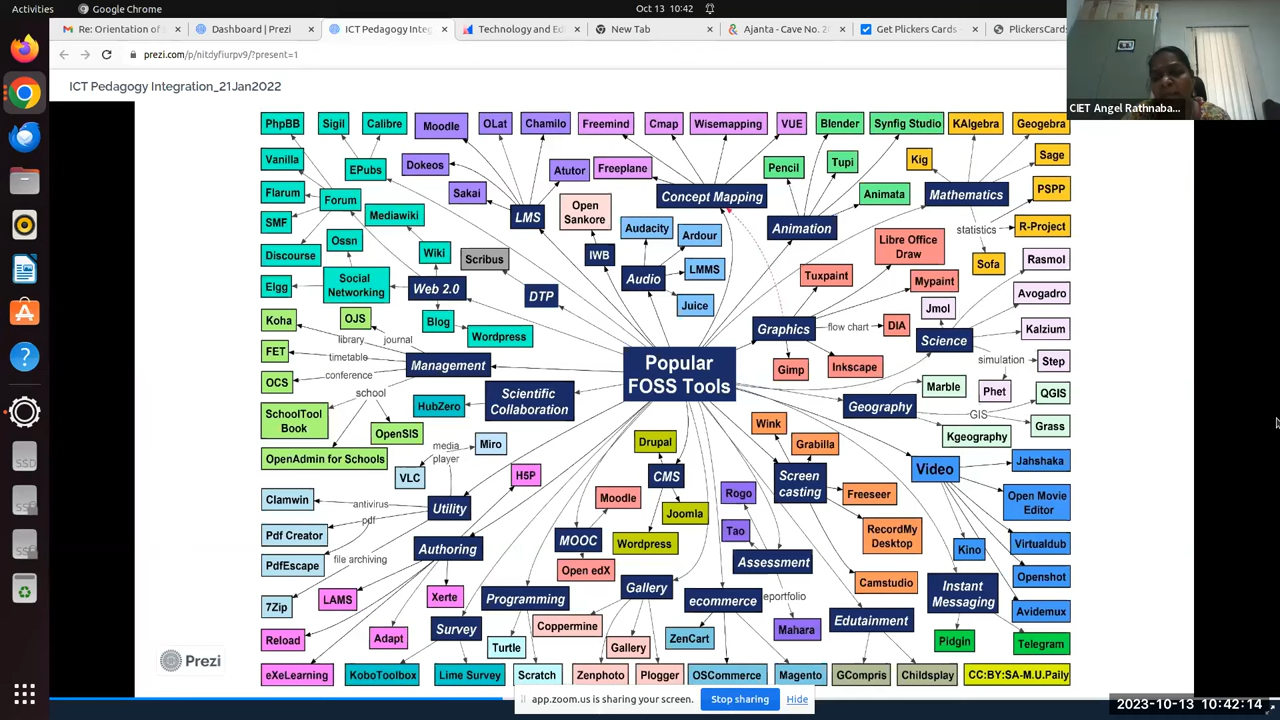 Activities
Google Chrome
Oct 13 10:42
Re: Orientation of v
Dashboard | Prezi
ICT Pedagogy Integ
Technology and Ed
New Tab
Ajanta - Cave No. 26
Get Plickers Cards -
PlickersCards
prezi.com/p/nitdyfiurpv9/?present=1
ICT Pedagogy Integration_21Jan2022
CIET Angel Rathnaba...
PhpBB
Sigil
Calibre
Moodle
OLat
Chamilo
Freemind
Cmap
Wisemapping
VUE
Blender
Synfig Studio
KAlgebra
Geogebra
Vanilla
EPubs
Dokeos
Atutor
Freeplane
Pencil
Tupi
Kig
Sage
Flarum
Forum
Sakai
Concept Mapping
Animata
Mathematics
PSPP
SMF
Mediawiki
LMS
Open
Sankore
Audacity
Ardour
Animation
statistics
R-Project
Discourse
Ossn
Wiki
Scribus
IWB
Libre Office
Draw
Sofa
Rasmol
Elgg
Social
Networking
Web 2.0
DTP
Audio
LMMS
Juice
Tuxpaint
Mypaint
Avogadro
Koha
OJS
Blog
Wordpress
Graphics
flow chart
DIA
Jmol
Science
Kalzium
library
journal
FET
timetable
Management
Popular
FOSS Tools
Gimp
Inkscape
simulation
Step
OCS
conference
school
Scientific
Collaboration
HubZero
Marble
Phet
QGIS
SchoolTool
Book
OpenSIS
Geography
GIS
Grass
Kgeography
OpenAdmin for Schools
media
player
Miro
VLC
H5P
Drupal
CMS
Wink
Grabilla
Screen
casting
Video
Jahshaka
Clamwin
antivirus
Utility
Moodle
Joomla
Rogo
Freeseer
Open Movie
Editor
Pdf Creator
pdf
MOOC
Wordpress
Tao
RecordMy
Desktop
Kino
Virtualdub
PdfEscape
file archiving
Authoring
Open edX
Assessment
Camstudio
Openshot
7Zip
LAMS
Xerte
Programming
Gallery
ecommerce
eportfolio
Instant
Messaging
Avidemux
Reload
Adapt
Survey
Turtle
Coppermine
Gallery
ZenCart
Mahara
Edutainment
Pidgin
Telegram
eXeLearning
KoboToolbox
Lime Survey
Scratch
Zenphoto
Plogger
OSCommerce
Magento
GCompris
Childsplay
CC:BY:SA-M.U.Paily
Prezi
app.zoom.us is sharing your screen.
Stop sharing
Hide
2023-10-13 10:42:14